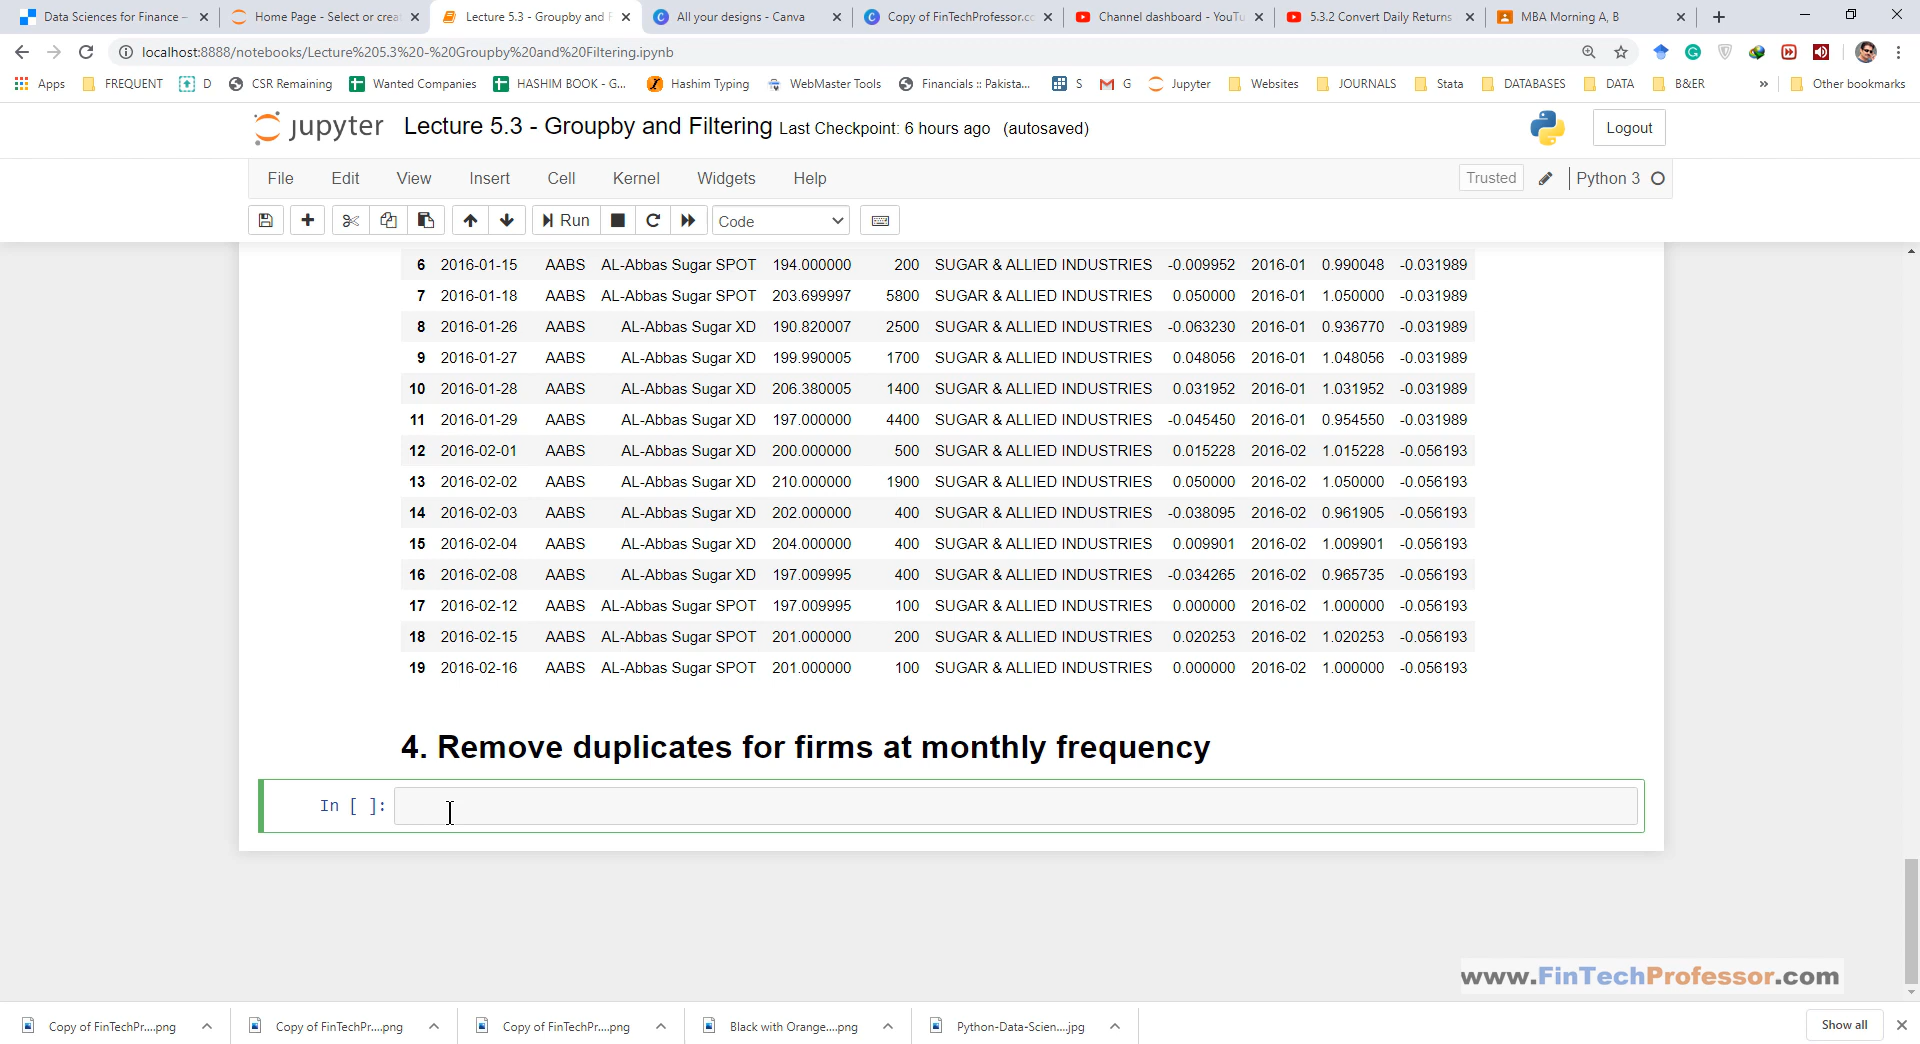 Data Sciences for Finance –
Home Page - Select or creat
Lecture 5.3 - Groupby and F
All your designs - Canva
Copy of FinTechProfessor.co
Channel dashboard - YouTu
5.3.2 Convert Daily Returns
MBA Morning A, B
localhost:8888/notebooks/Lecture%205.3%20-%20Groupby%20and%20Filtering.ipynb
Apps FREQUENT D CSR Remaining Wanted Companies HASHIM BOOK - G... Hashim Typing WebMaster Tools Financials :: Pakista... S G Jupyter Websites JOURNALS Stata DATABASES DATA B&ER » Other bookmarks
jupyter Lecture 5.3 - Groupby and Filtering Last Checkpoint: 6 hours ago (autosaved) Logout
File Edit View Insert Cell Kernel Widgets Help Trusted Python 3
Run Code
6 2016-01-15 AABS AL-Abbas Sugar SPOT 194.000000 200 SUGAR & ALLIED INDUSTRIES -0.009952 2016-01 0.990048 -0.031989
7 2016-01-18 AABS AL-Abbas Sugar SPOT 203.699997 5800 SUGAR & ALLIED INDUSTRIES 0.050000 2016-01 1.050000 -0.031989
8 2016-01-26 AABS AL-Abbas Sugar XD 190.820007 2500 SUGAR & ALLIED INDUSTRIES -0.063230 2016-01 0.936770 -0.031989
9 2016-01-27 AABS AL-Abbas Sugar XD 199.990005 1700 SUGAR & ALLIED INDUSTRIES 0.048056 2016-01 1.048056 -0.031989
10 2016-01-28 AABS AL-Abbas Sugar XD 206.380005 1400 SUGAR & ALLIED INDUSTRIES 0.031952 2016-01 1.031952 -0.031989
11 2016-01-29 AABS AL-Abbas Sugar XD 197.000000 4400 SUGAR & ALLIED INDUSTRIES -0.045450 2016-01 0.954550 -0.031989
12 2016-02-01 AABS AL-Abbas Sugar XD 200.000000 500 SUGAR & ALLIED INDUSTRIES 0.015228 2016-02 1.015228 -0.056193
13 2016-02-02 AABS AL-Abbas Sugar XD 210.000000 1900 SUGAR & ALLIED INDUSTRIES 0.050000 2016-02 1.050000 -0.056193
14 2016-02-03 AABS AL-Abbas Sugar XD 202.000000 400 SUGAR & ALLIED INDUSTRIES -0.038095 2016-02 0.961905 -0.056193
15 2016-02-04 AABS AL-Abbas Sugar XD 204.000000 400 SUGAR & ALLIED INDUSTRIES 0.009901 2016-02 1.009901 -0.056193
16 2016-02-08 AABS AL-Abbas Sugar XD 197.009995 400 SUGAR & ALLIED INDUSTRIES -0.034265 2016-02 0.965735 -0.056193
17 2016-02-12 AABS AL-Abbas Sugar SPOT 197.009995 100 SUGAR & ALLIED INDUSTRIES 0.000000 2016-02 1.000000 -0.056193
18 2016-02-15 AABS AL-Abbas Sugar SPOT 201.000000 200 SUGAR & ALLIED INDUSTRIES 0.020253 2016-02 1.020253 -0.056193
19 2016-02-16 AABS AL-Abbas Sugar SPOT 201.000000 100 SUGAR & ALLIED INDUSTRIES 0.000000 2016-02 1.000000 -0.056193
4. Remove duplicates for firms at monthly frequency
In [ ]:
www.FinTechProfessor.com
Copy of FinTechPr....png
Copy of FinTechPr....png
Copy of FinTechPr....png
Black with Orange....png
Python-Data-Scien....jpg
Show all